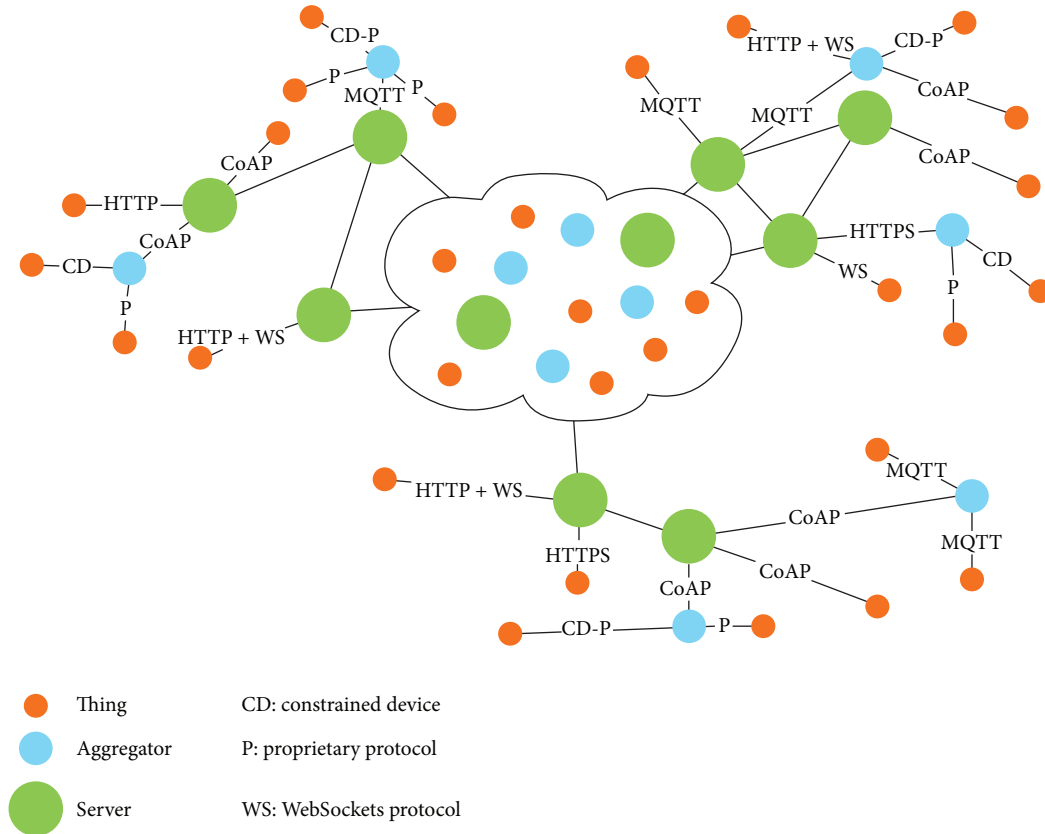 CD-P
P
P
MQTT
CoAP
HTTP
CoAP
CD
P
HTTP + WS
HTTP + WS
CD-P
MQTT
CoAP
MQTT
CoAP
HTTPS
CD
WS
P
HTTP + WS
MQTT
CoAP
MQTT
HTTPS
CoAP
CoAP
CD-P
P
Thing
CD: constrained device
Aggregator
P: proprietary protocol
Server
WS: WebSockets protocol